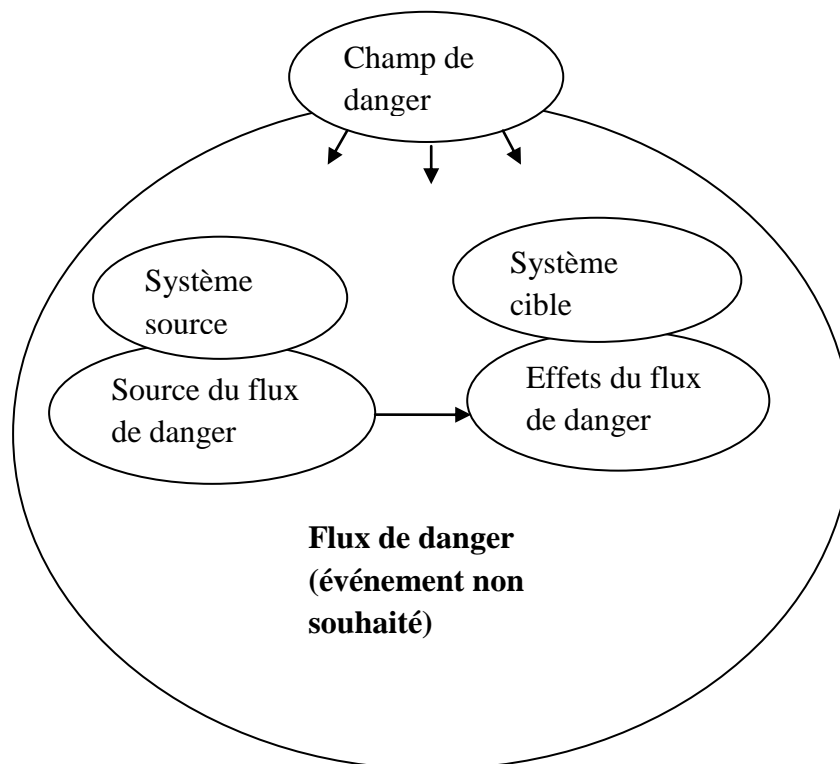 Champ de
danger
Système
source
Système
cible
Source du flux
de danger
Effets du flux
de danger
Flux de danger
(événement non
souhaité)